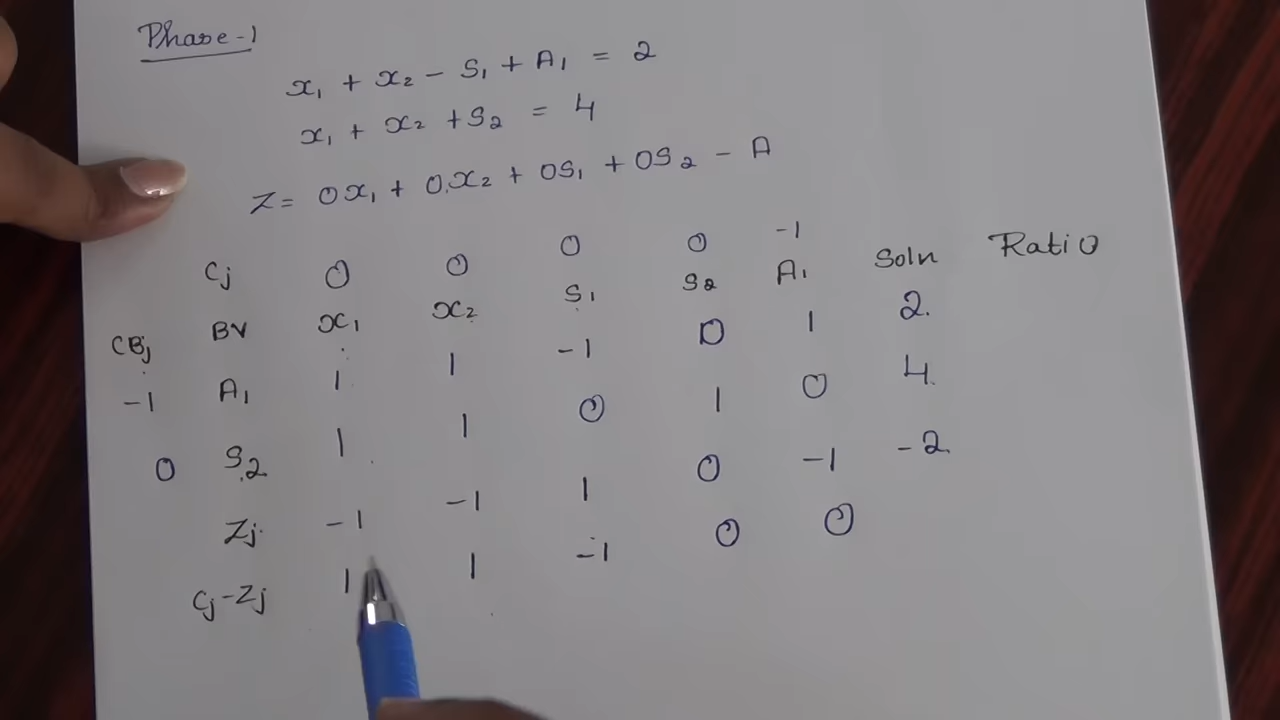 Phase-1
x₁ + x₂ - S₁ + A₁ = 2
x₁ + x₂ + S₂ = 4
Z = 0x₁ + 0.x₂ + 0S₁ + 0S₂ - A
Cj 0 0 0 0 -1
CBj BV x₁ x₂ S₁ S₂ A₁ Soln Ratio
-1 A₁ 1 1 -1 0 1 2.
0 S₂ 1 1 0 1 0 4.
Zj -1 -1 1 0 -1 -2
Cj-Zj 1 1 -1 0 0